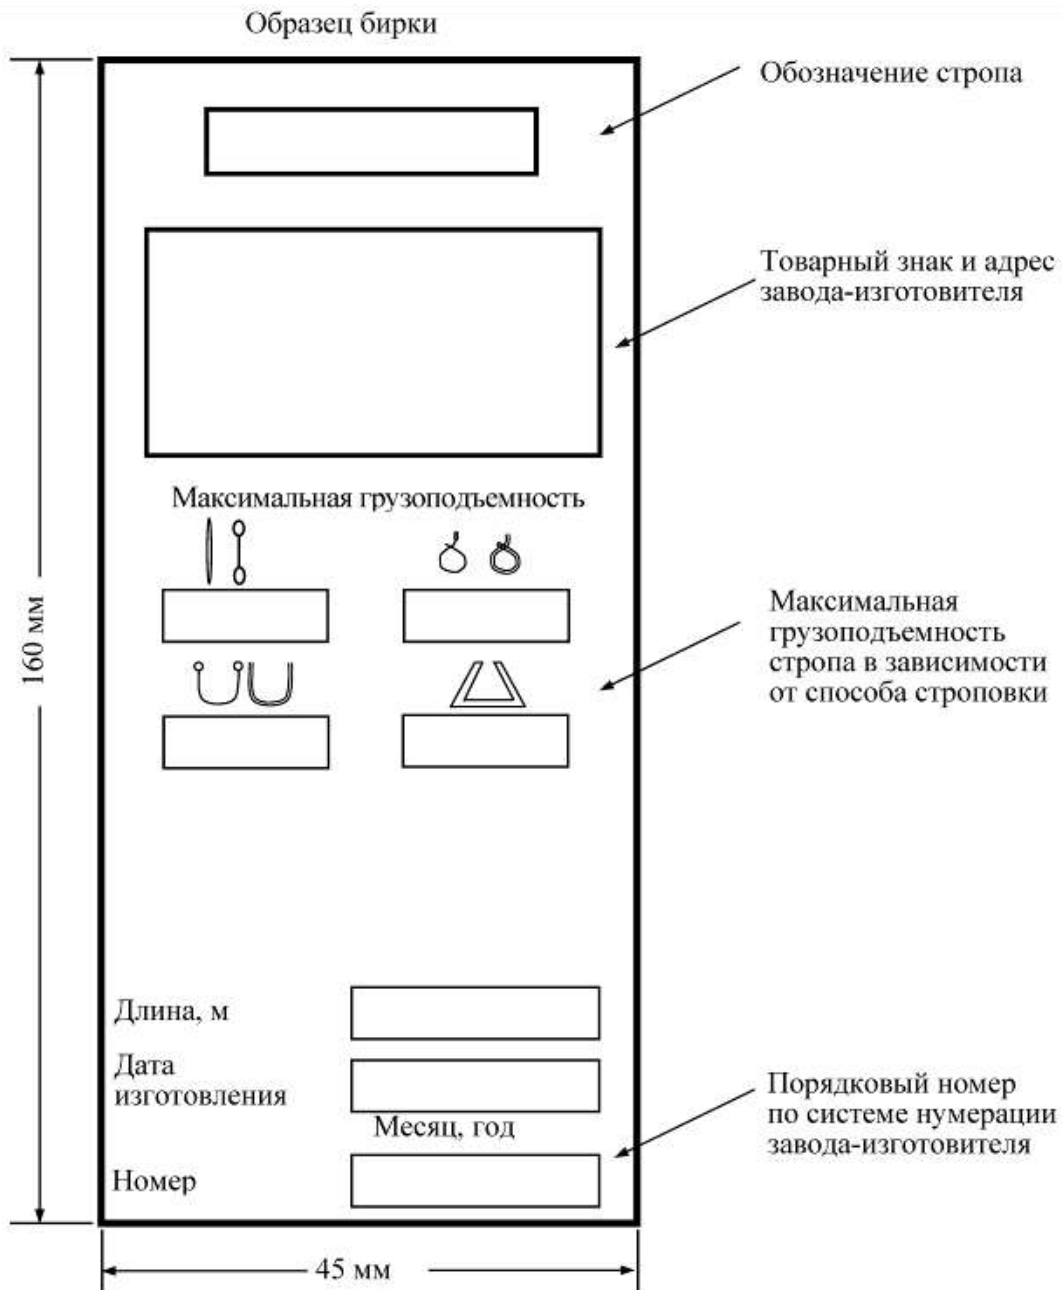 Образец бирки
Обозначение стропа
Товарный знак и адрес
завода-изготовителя
Максимальная грузоподъемность
Максимальная
грузоподъемность
стропа в зависимости
от способа строповки
160 мм
Длина, м
Дата
изготовления
Месяц, год
Номер
Порядковый номер
по системе нумерации
завода-изготовителя
45 мм